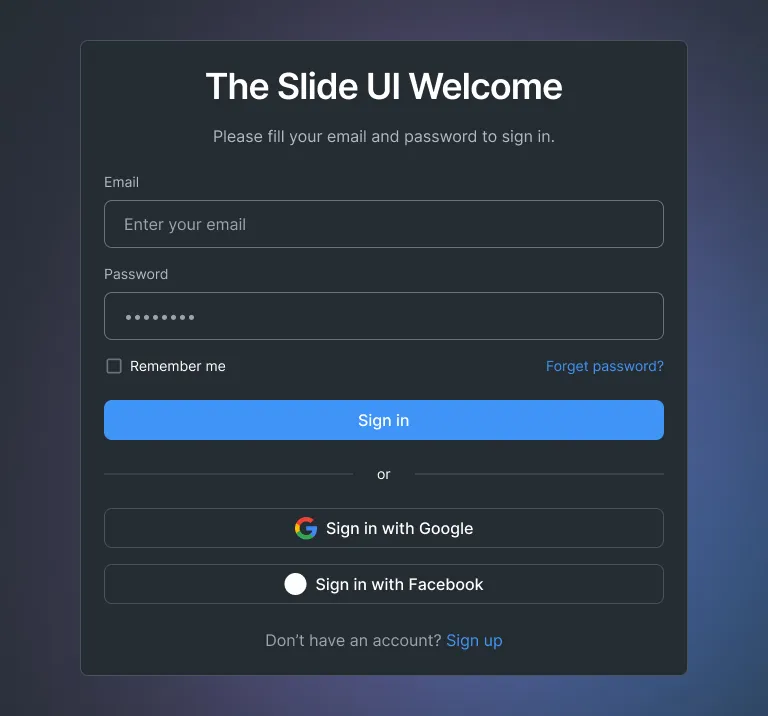 The Slide UI Welcome
Please fill your email and password to sign in.
Email
Enter your email
Password
••••••••
Remember me
Forget password?
Sign in
or
Sign in with Google
Sign in with Facebook
Don’t have an account? Sign up